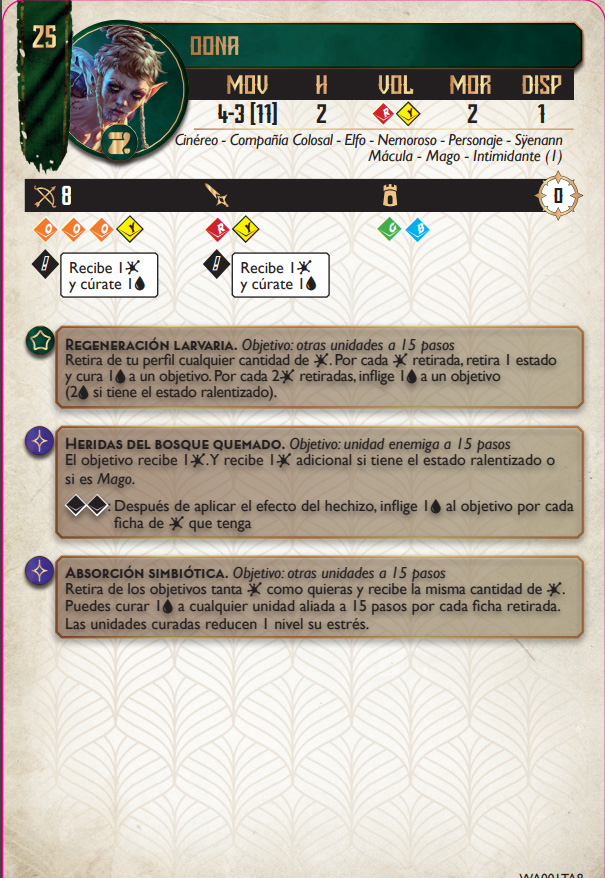 25
OONA
MOV H VOL MOR DISP
4-3 [11] 2 R Y 2 1
Cinéreo - Compañía Colosal - Elfo - Nemoroso - Personaje - Sÿenann
Mácula - Mago - Intimidante (1)
8 0
O O O Y R Y G B
! Recibe 1 ! Recibe 1
y cúrate 1 y cúrate 1
REGENERACIÓN LARVARIA. Objetivo: otras unidades a 15 pasos
Retira de tu perfil cualquier cantidad de . Por cada retirada, retira 1 estado
y cura 1 a un objetivo. Por cada 2 retiradas, inflige 1 a un objetivo
(2 si tiene el estado ralentizado).
HERIDAS DEL BOSQUE QUEMADO. Objetivo: unidad enemiga a 15 pasos
El objetivo recibe 1 . Y recibe 1 adicional si tiene el estado ralentizado o
si es Mago.
: Después de aplicar el efecto del hechizo, inflige 1 al objetivo por cada
ficha de que tenga
ABSORCIÓN SIMBIÓTICA. Objetivo: otras unidades a 15 pasos
Retira de los objetivos tanta como quieras y recibe la misma cantidad de .
Puedes curar 1 a cualquier unidad aliada a 15 pasos por cada ficha retirada.
Las unidades curadas reducen 1 nivel su estrés.